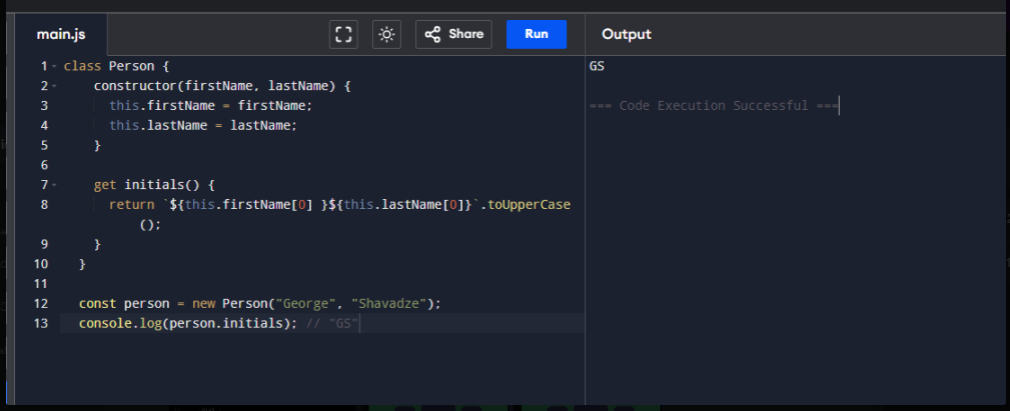 main.js
Share
Run
Output
1 class Person {
2 constructor(firstName, lastName) {
3 this.firstName = firstName;
4 this.lastName = lastName;
5 }
6
7 get initials() {
8 return `${this.firstName[0] }${this.lastName[0]}`.toUpperCase
();
9 }
10 }
11
12 const person = new Person("George", "Shavadze");
13 console.log(person.initials); // "GS"
GS
=== Code Execution Successful ===